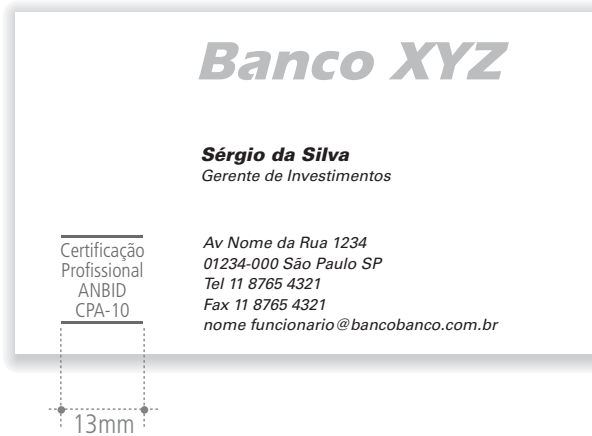 Banco XYZ
Sérgio da Silva
Gerente de Investimentos
Certificação
Profissional
ANBID
CPA-10
Av Nome da Rua 1234
01234-000 São Paulo SP
Tel 11 8765 4321
Fax 11 8765 4321
nome funcionario@bancobanco.com.br
13mm